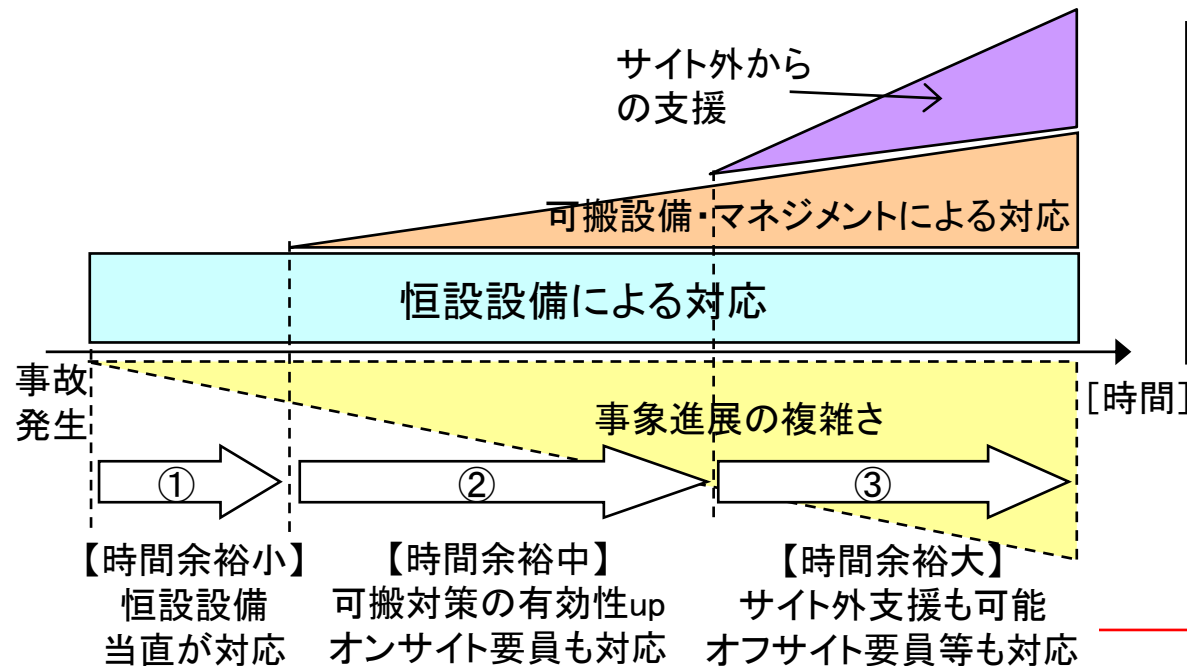 サイト外から
の支援
可搬設備・マネジメントによる対応
恒設設備による対応
事故
発生
[時間]
事象進展の複雑さ
①
②
③
【時間余裕小】
恒設設備
当直が対応
【時間余裕中】
可搬対策の有効性up
オンサイト要員も対応
【時間余裕大】
サイト外支援も可能
オフサイト要員等も対応